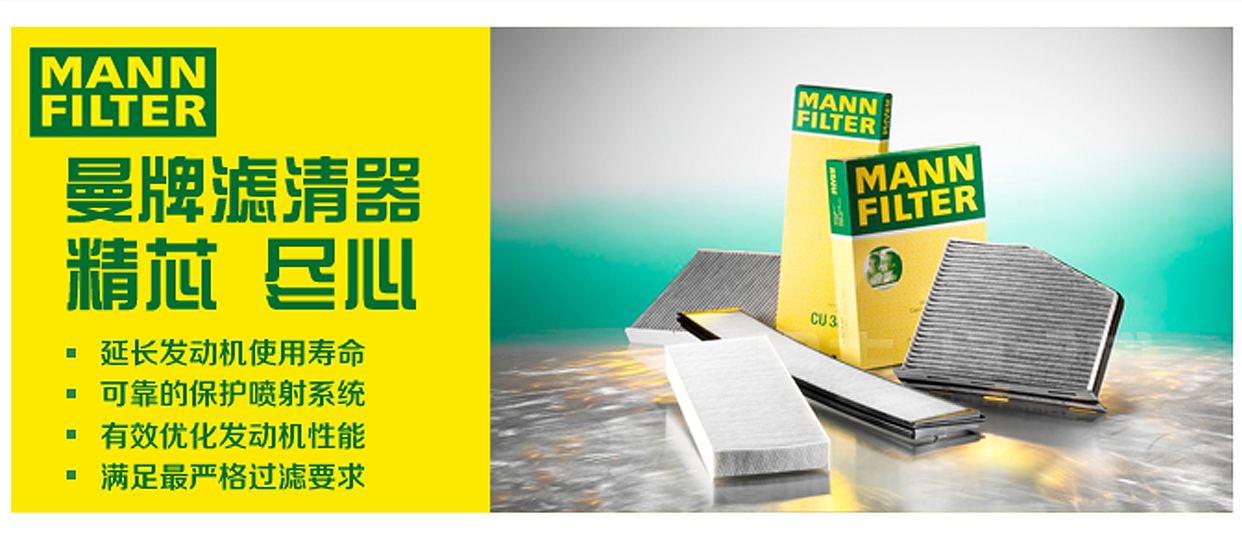 MANN
FILTER
曼牌滤清器
精芯 尽心
延长发动机使用寿命
可靠的保护喷射系统
有效优化发动机性能
满足最严格过滤要求
MANN
FILTER
MANN
FILTER
CU 3